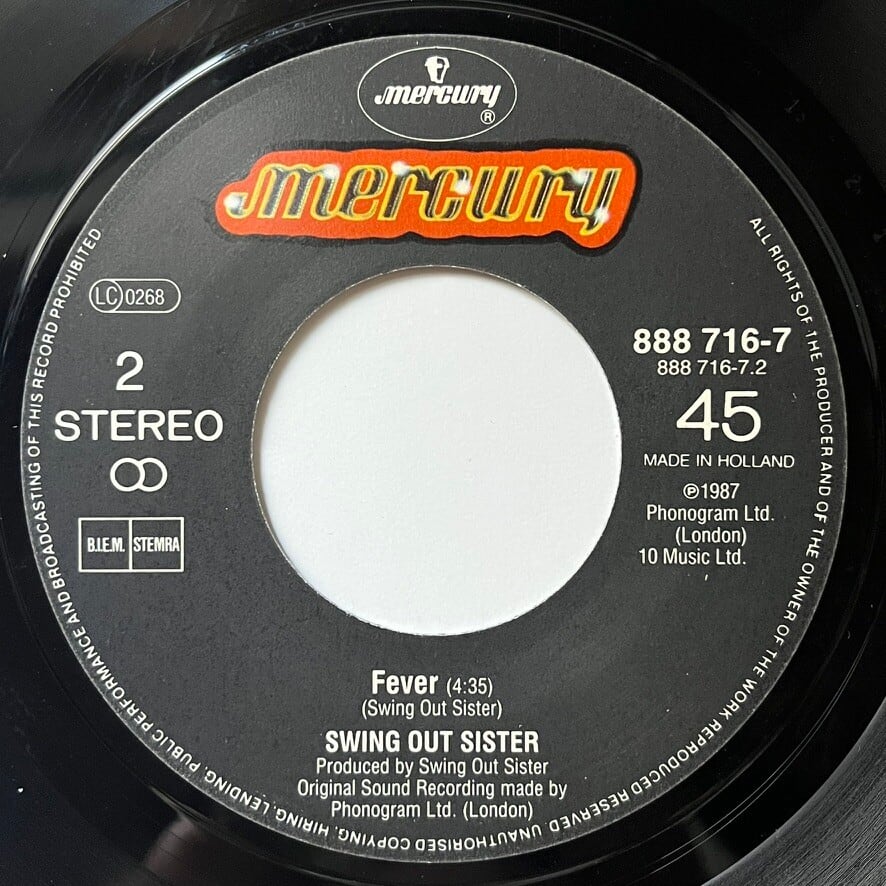 mercury
®
mercury
LC 0268
2
STEREO
B.I.E.M. STEMRA
888 716-7
888 716-7.2
45
MADE IN HOLLAND
℗1987
Phonogram Ltd.
(London)
10 Music Ltd.
Fever (4:35)
(Swing Out Sister)
SWING OUT SISTER
Produced by Swing Out Sister
Original Sound Recording made by
Phonogram Ltd. (London)
ALL RIGHTS OF THE PRODUCER AND OF THE OWNER OF THE WORK REPRODUCED RESERVED UNAUTHORISED COPYING, HIRING, LENDING, PUBLIC PERFORMANCE AND BROADCASTING OF THIS RECORD PROHIBITED